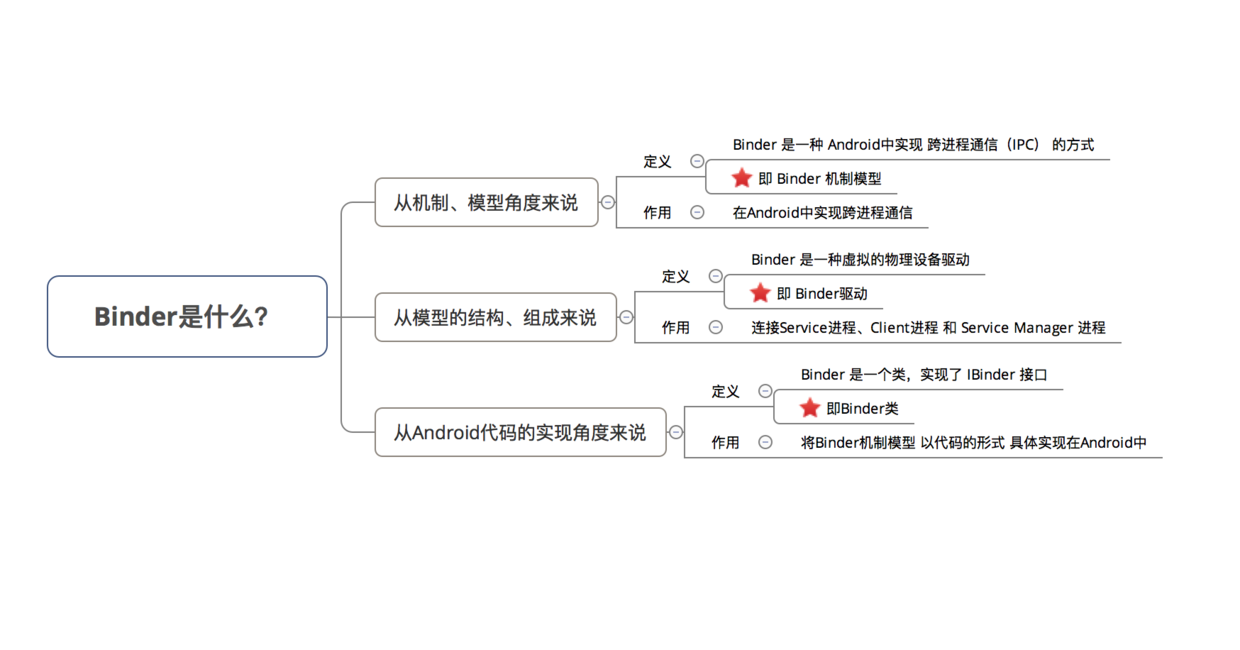 Binder是什么?
从机制、模型角度来说
定义
Binder 是一种 Android中实现 跨进程通信（IPC） 的方式
即 Binder 机制模型
作用
在Android中实现跨进程通信
从模型的结构、组成来说
定义
Binder 是一种虚拟的物理设备驱动
即 Binder驱动
作用
连接Service进程、Client进程 和 Service Manager 进程
从Android代码的实现角度来说
定义
Binder 是一个类，实现了 IBinder 接口
即Binder类
作用
将Binder机制模型 以代码的形式 具体实现在Android中